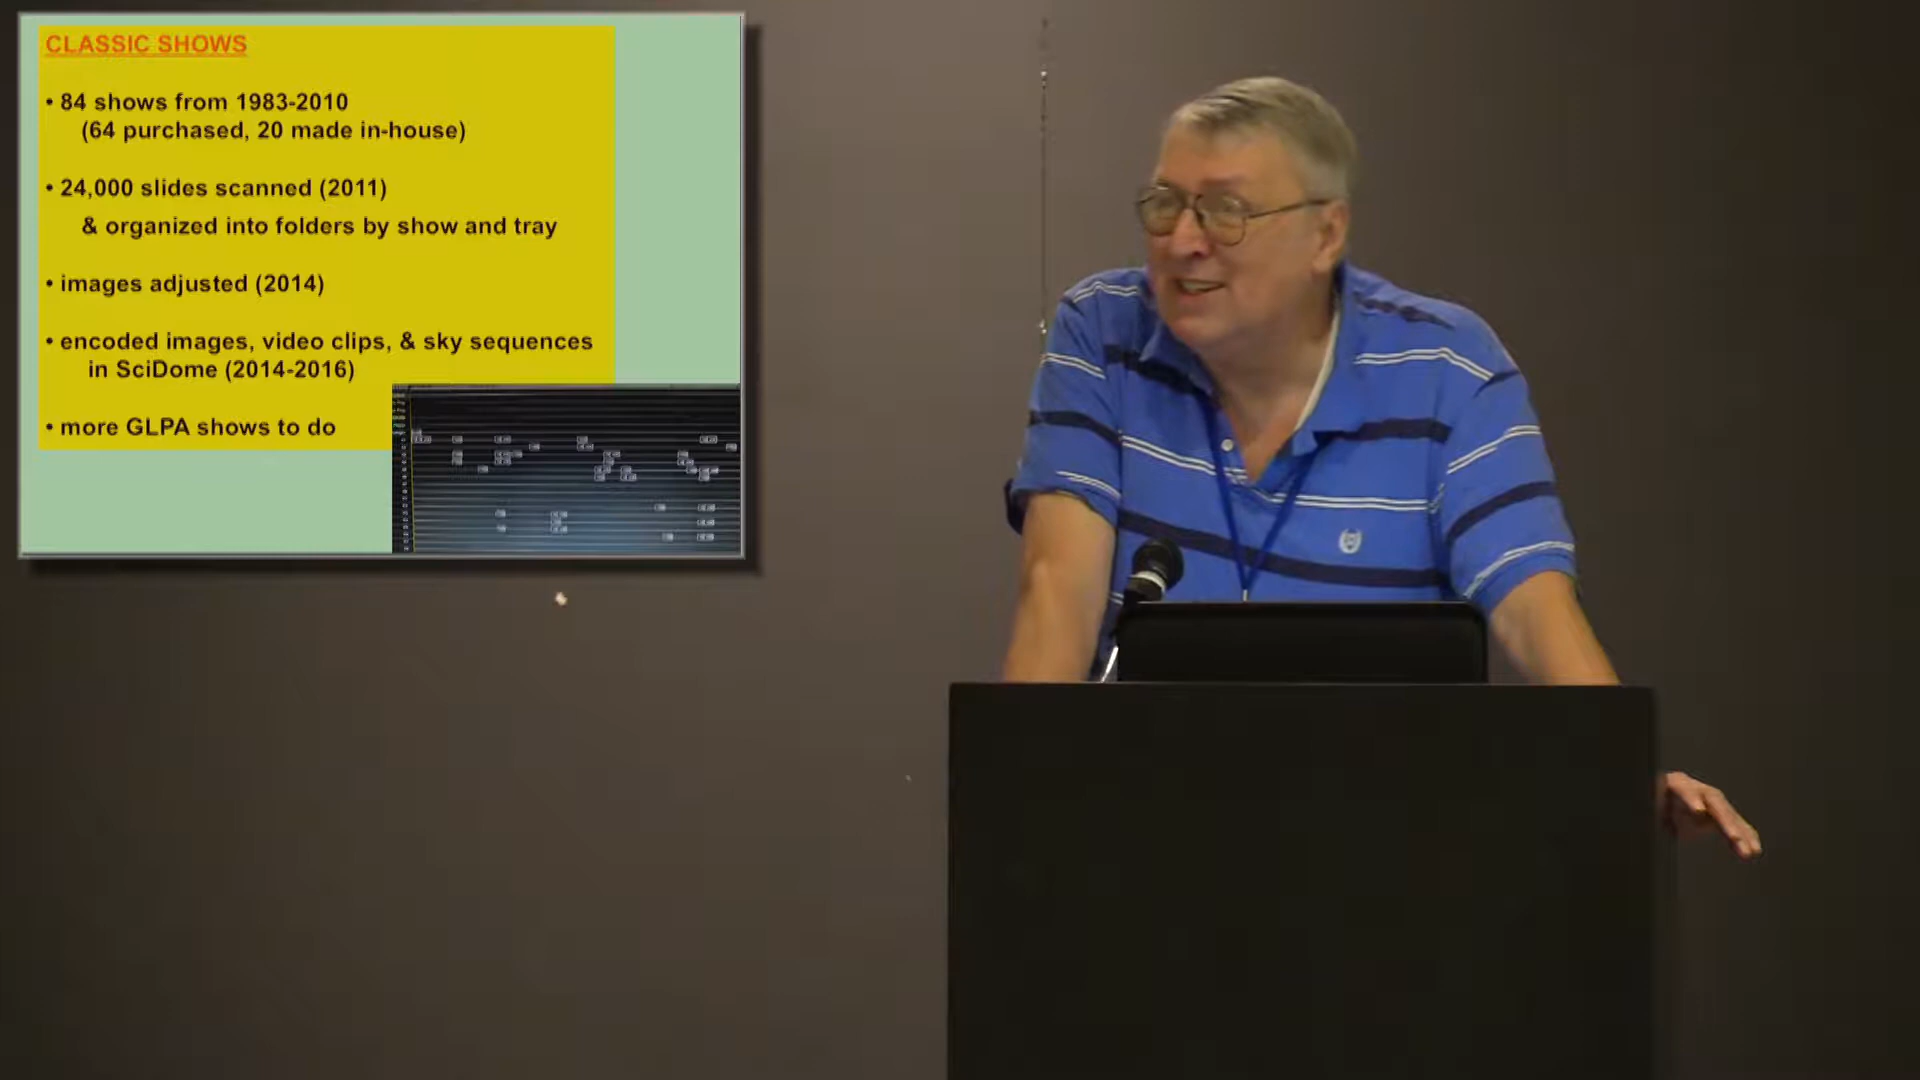 CLASSIC SHOWS
• 84 shows from 1983-2010
(64 purchased, 20 made in-house)
• 24,000 slides scanned (2011)
& organized into folders by show and tray
• images adjusted (2014)
• encoded images, video clips, & sky sequences
in SciDome (2014-2016)
• more GLPA shows to do